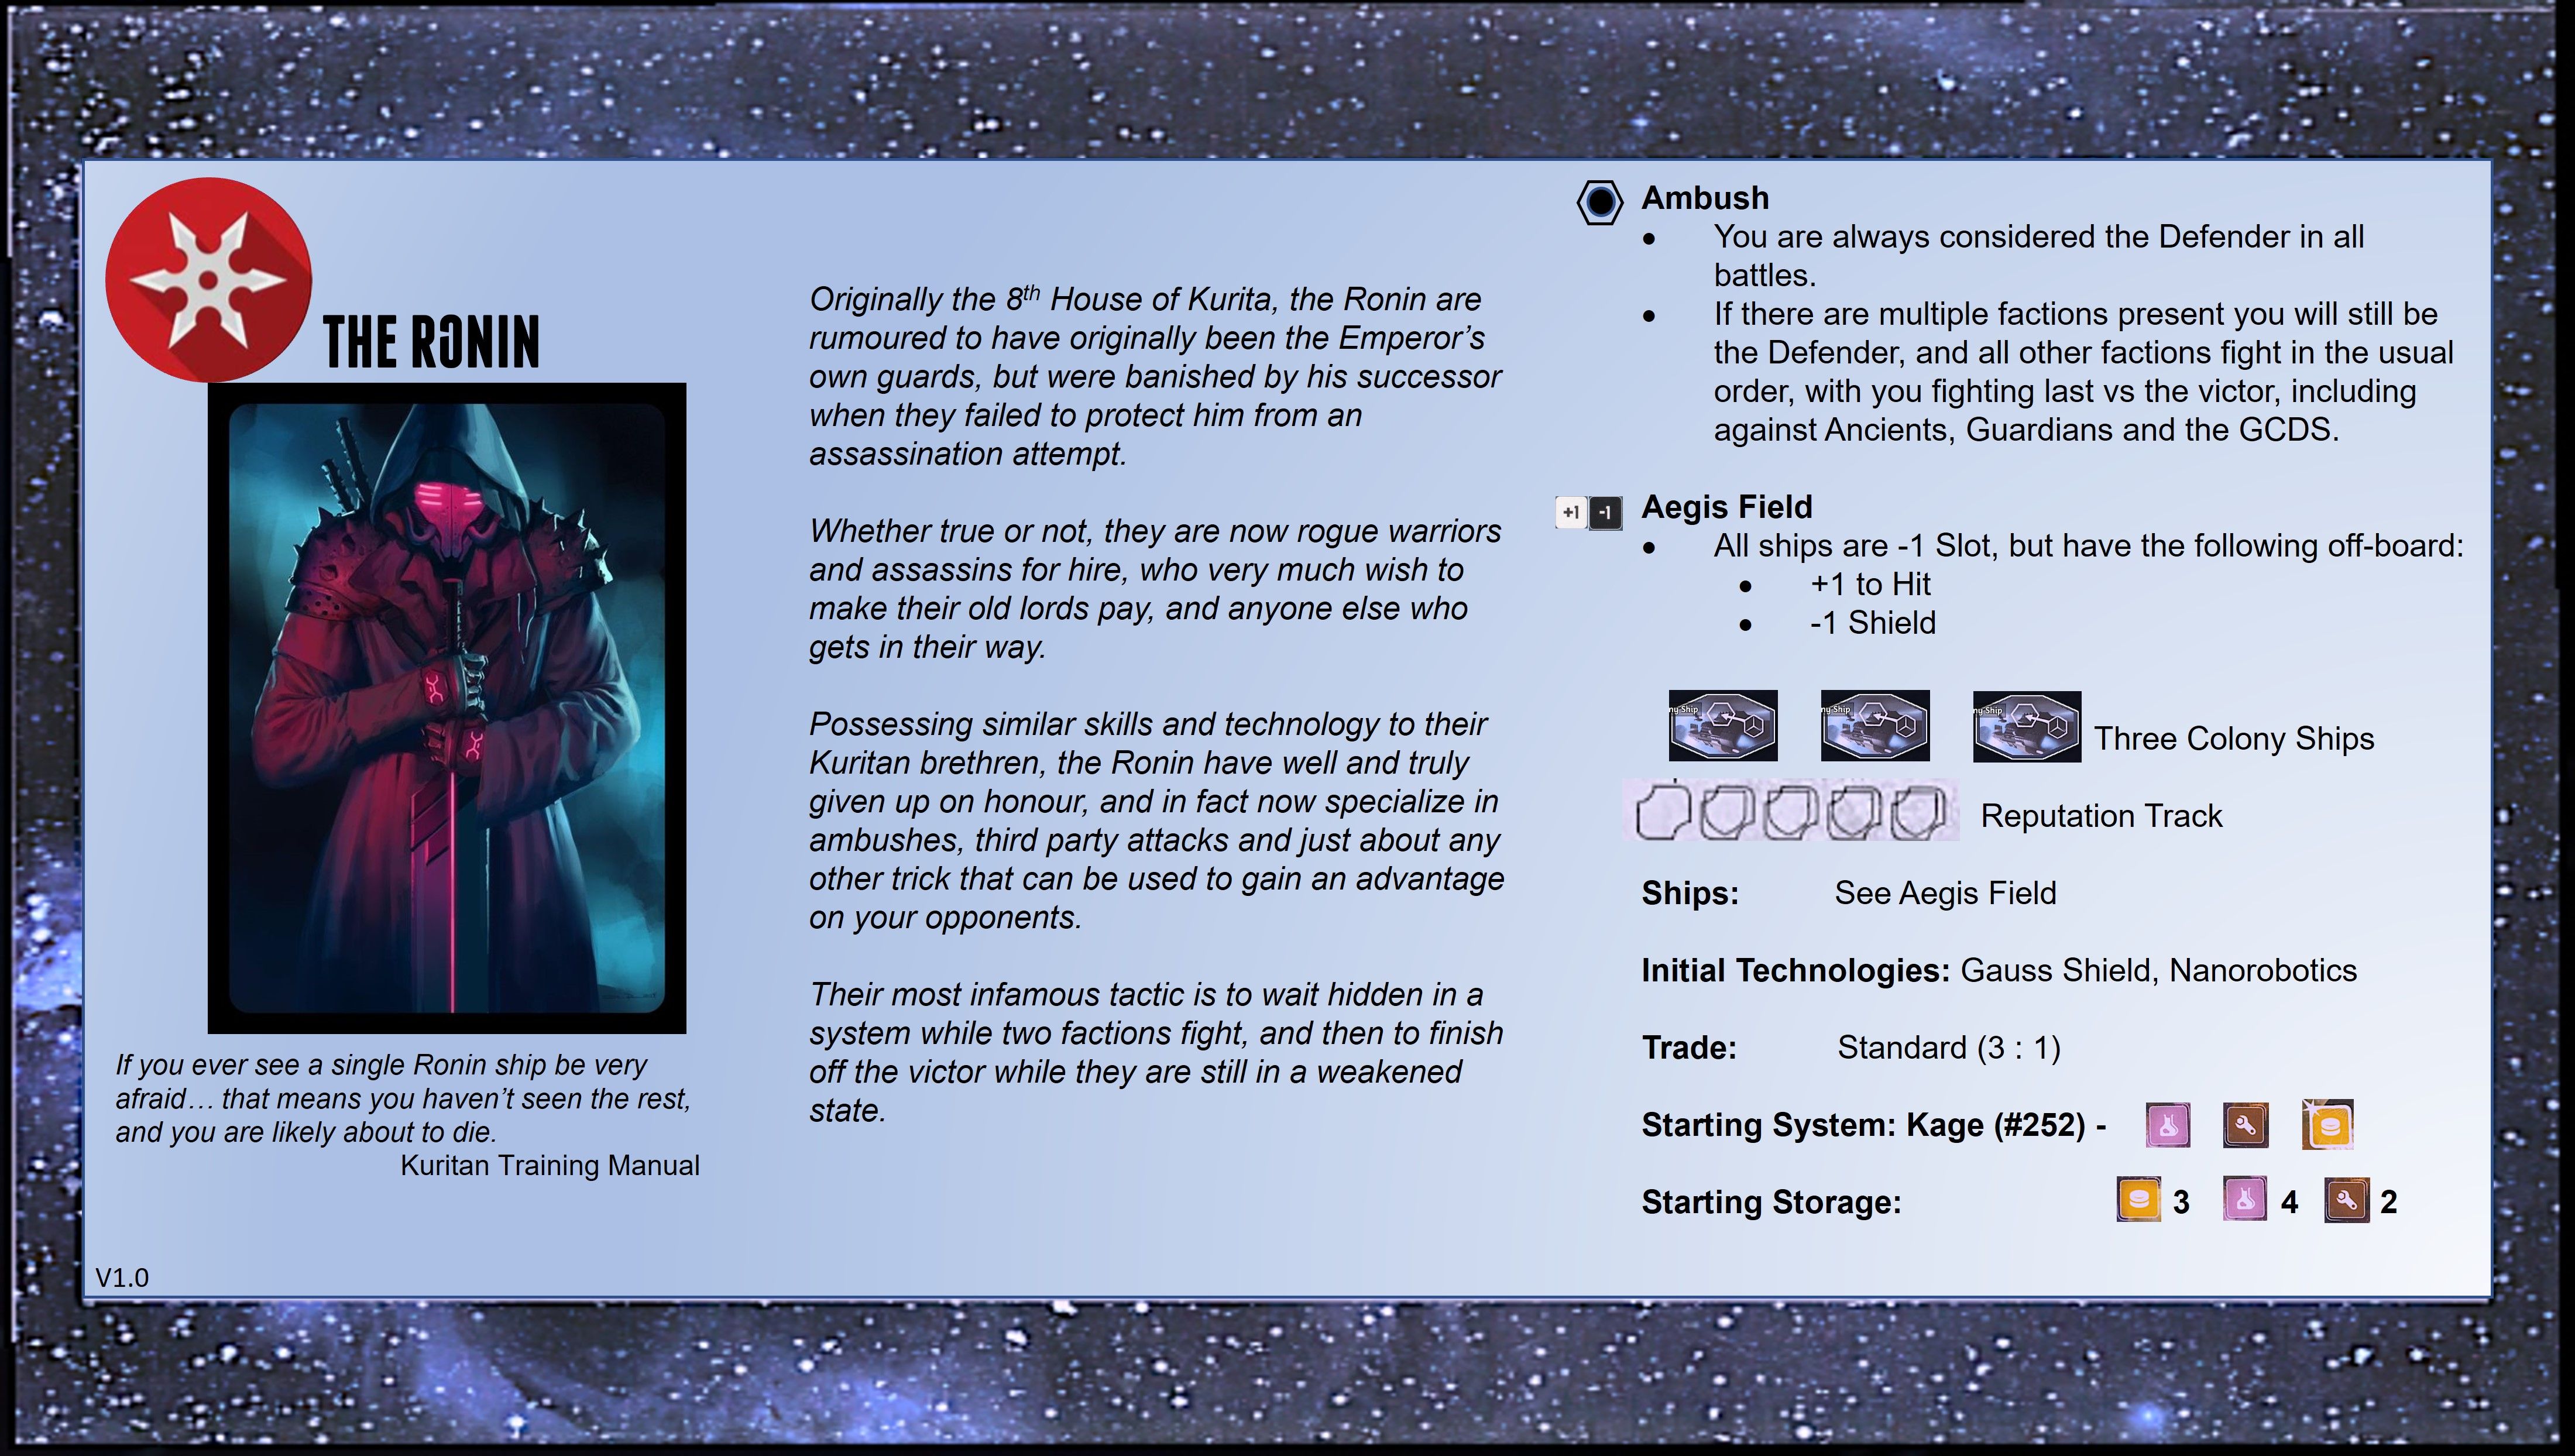 THE RONIN
If you ever see a single Ronin ship be very
afraid… that means you haven’t seen the rest,
and you are likely about to die.
Kuritan Training Manual
V1.0
Originally the 8th House of Kurita, the Ronin are
rumoured to have originally been the Emperor’s
own guards, but were banished by his successor
when they failed to protect him from an
assassination attempt.
Whether true or not, they are now rogue warriors
and assassins for hire, who very much wish to
make their old lords pay, and anyone else who
gets in their way.
Possessing similar skills and technology to their
Kuritan brethren, the Ronin have well and truly
given up on honour, and in fact now specialize in
ambushes, third party attacks and just about any
other trick that can be used to gain an advantage
on your opponents.
Their most infamous tactic is to wait hidden in a
system while two factions fight, and then to finish
off the victor while they are still in a weakened
state.
Ambush
• You are always considered the Defender in all
battles.
• If there are multiple factions present you will still be
the Defender, and all other factions fight in the usual
order, with you fighting last vs the victor, including
against Ancients, Guardians and the GCDS.
+1 -1 Aegis Field
• All ships are -1 Slot, but have the following off-board:
• +1 to Hit
• -1 Shield
ny Ship ny Ship ny Ship Three Colony Ships
Reputation Track
Ships: See Aegis Field
Initial Technologies: Gauss Shield, Nanorobotics
Trade: Standard (3 : 1)
Starting System: Kage (#252) -
Starting Storage: 3 4 2